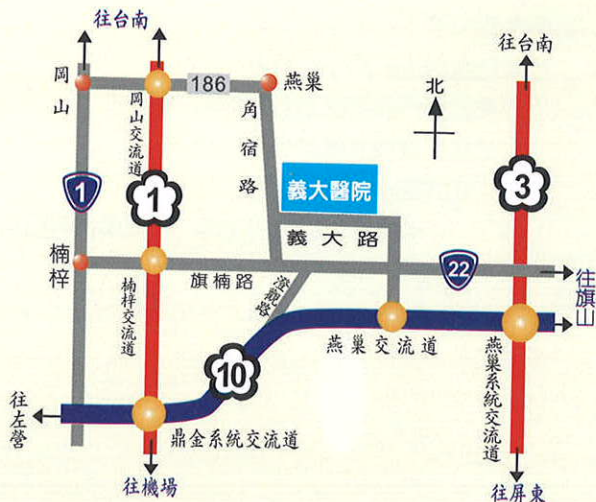 往台南
往台南
北
岡山
岡山交流道
186
燕巢
角宿路
義大醫院
1
1
3
義大路
楠梓
楠梓交流道
旗楠路
澄觀路
22
往旗山
燕巢交流道
燕巢系統交流道
10
往左營
鼎金系統交流道
往機場
往屏東